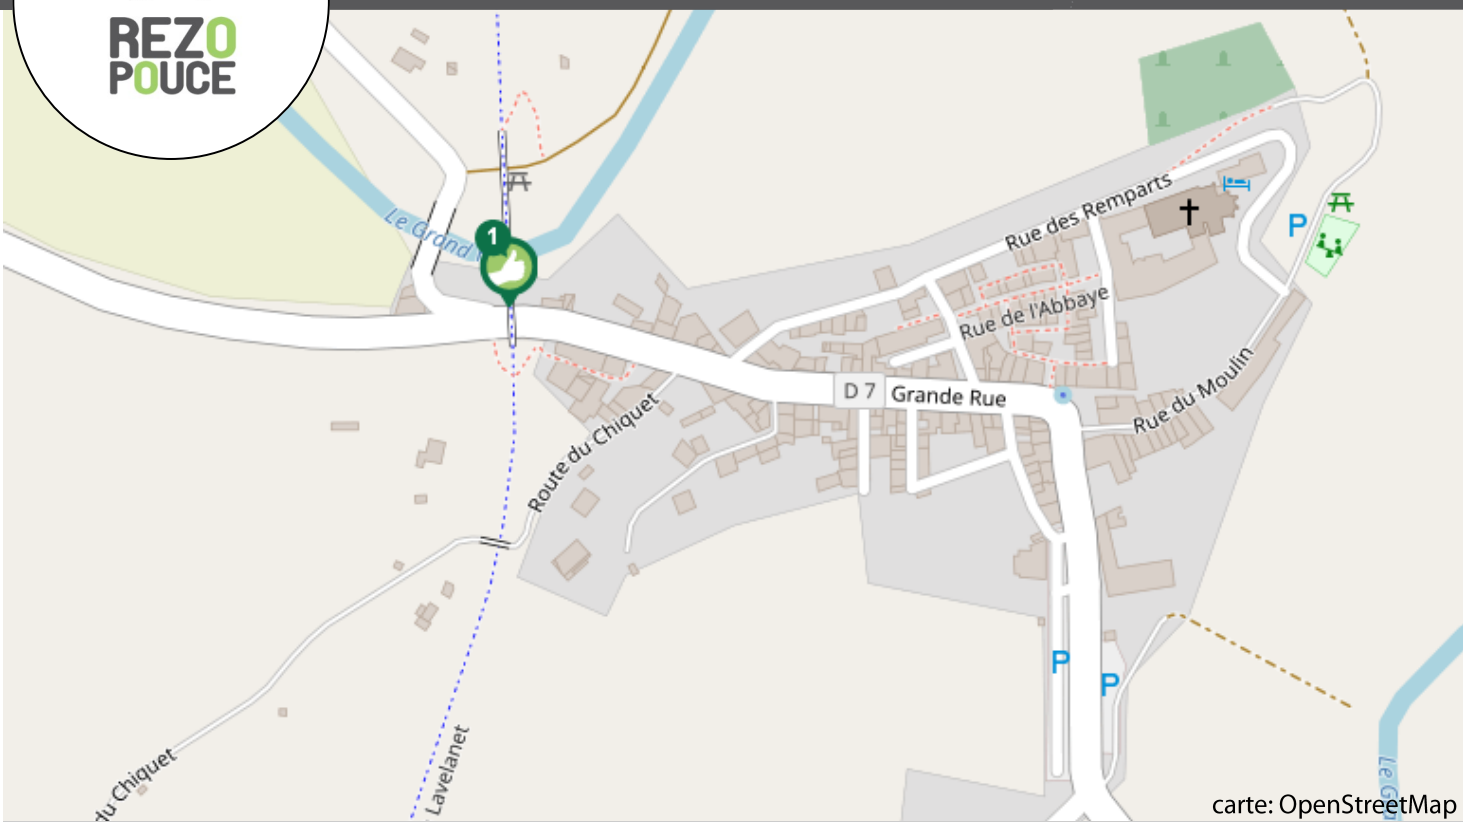 REZO
POUCE
1
Le Grand
Rue des Remparts
P
Rue de l'Abbaye
D 7
Grande Rue
Rue du Moulin
Route du Chiquet
P
P
du Chiquet
Lavelanet
carte: OpenStreetMap